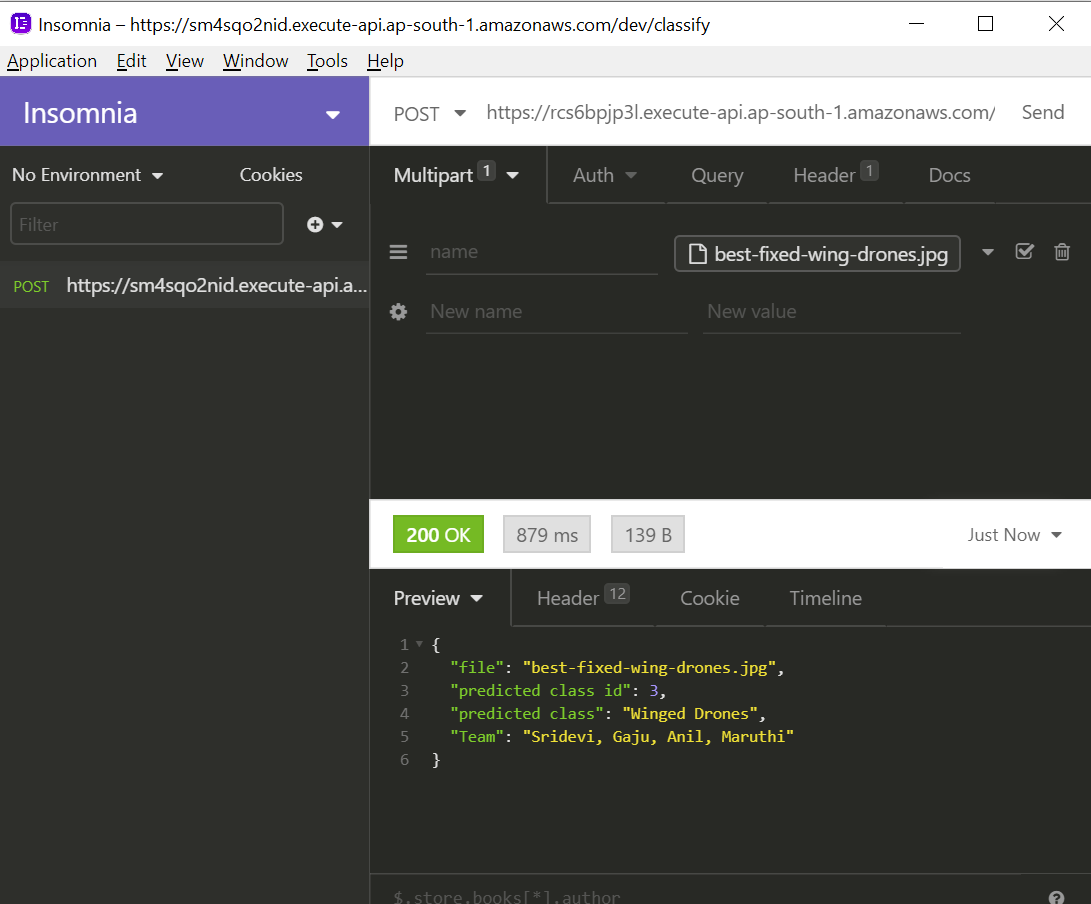 Insomnia – https://sm4sqo2nid.execute-api.ap-south-1.amazonaws.com/dev/classify
Application Edit View Window Tools Help
Insomnia
POST https://rcs6bpjp3l.execute-api.ap-south-1.amazonaws.com/ Send
No Environment Cookies
Multipart 1 Auth Query Header 1 Docs
Filter
name best-fixed-wing-drones.jpg
POST https://sm4sqo2nid.execute-api.a...
New name New value
200 OK 879 ms 139 B Just Now
Preview Header 12 Cookie Timeline
1 {
2 "file": "best-fixed-wing-drones.jpg",
3 "predicted class id": 3,
4 "predicted class": "Winged Drones",
5 "Team": "Sridevi, Gaju, Anil, Maruthi"
6 }
$.store.books[*].author